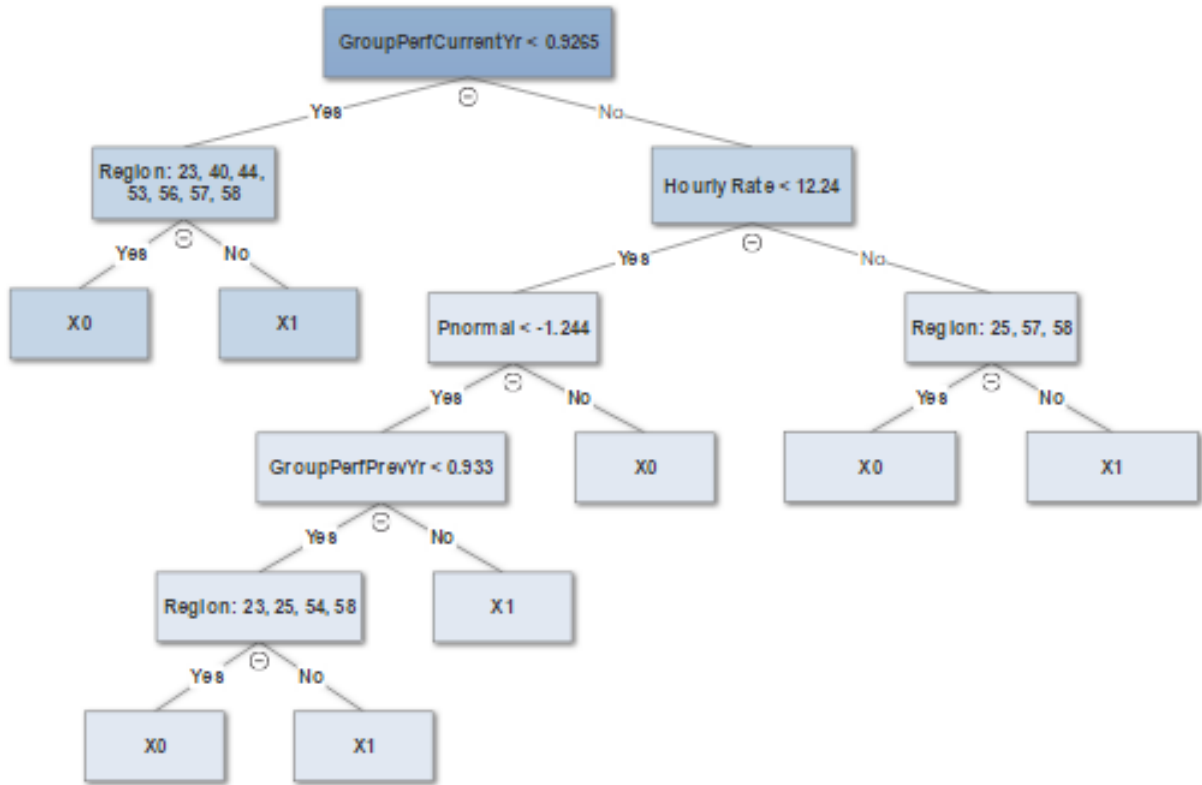 GroupPerfCurrentYr < 0.9265
Yes
No
Region: 23, 40, 44,
53, 56, 57, 58
Hourly Rate < 12.24
Yes
No
Yes
No
X0
X1
Pnormal < -1.244
Region: 25, 57, 58
Yes
No
Yes
No
GroupPerfPrevYr < 0.933
X0
X0
X1
Yes
No
Region: 23, 25, 54, 58
X1
Yes
No
X0
X1